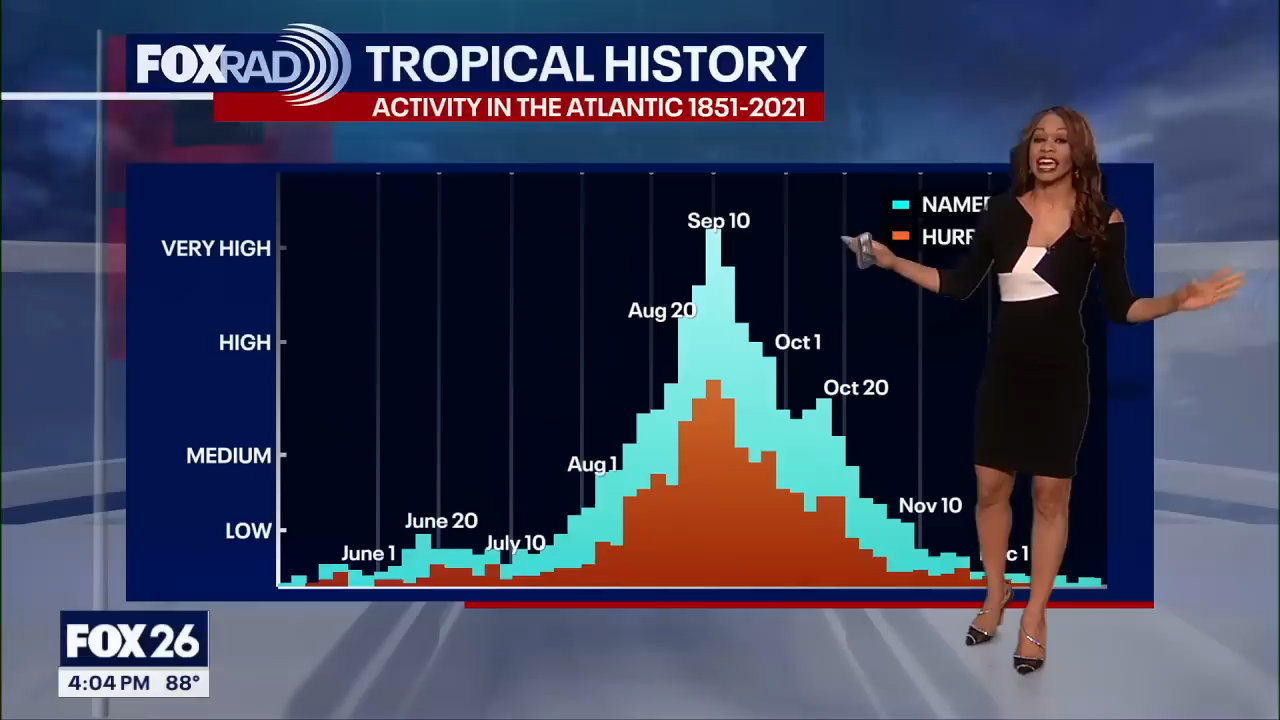 FOXRAD TROPICAL HISTORY
ACTIVITY IN THE ATLANTIC 1851-2021
VERY HIGH
HIGH
MEDIUM
LOW
June 1
June 20
July 10
Aug 1
Aug 20
Sep 10
Oct 1
Oct 20
Nov 10
FOX 26
4:04 PM 88°